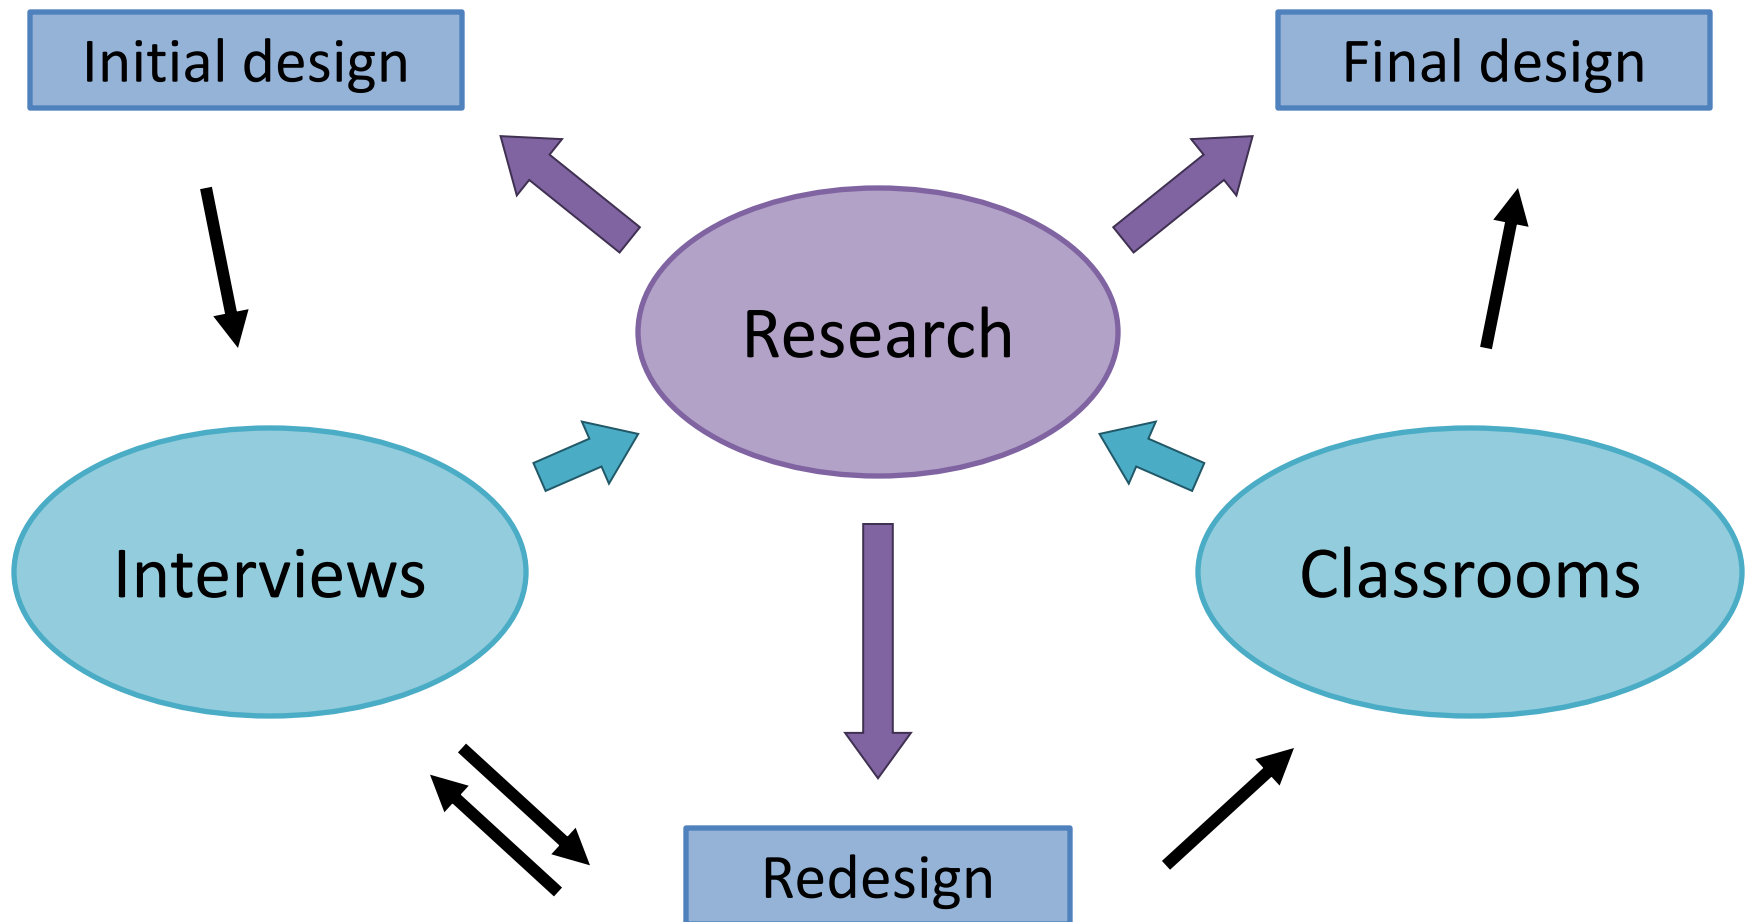 Initial design
Final design
Research
Interviews
Classrooms
Redesign